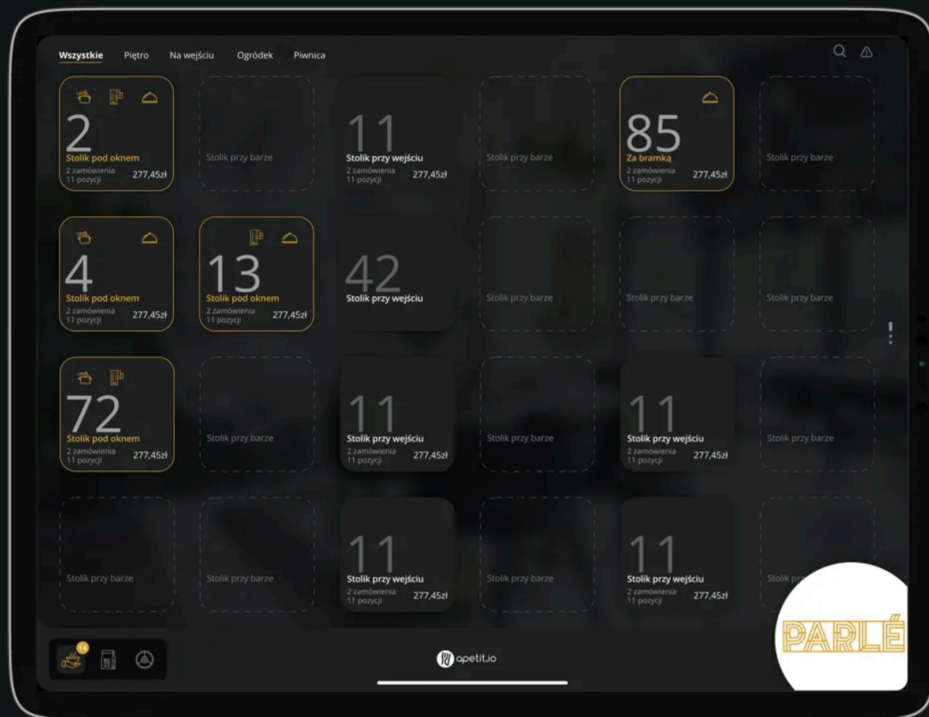 Wszystkie Piętro Na wejściu Ogródek Piwnica
2
Stolik pod oknem
2 zamówienia
11 pozycji 277,45zł
Stolik przy barze
11
Stolik przy wejściu
2 zamówienia
11 pozycji 277,45zł
Stolik przy barze
85
Za bramką
2 zamówienia
11 pozycji 277,45zł
Stolik przy barze
4
Stolik pod oknem
2 zamówienia
11 pozycji 277,45zł
13
Stolik pod oknem
2 zamówienia
11 pozycji 277,45zł
42
Stolik przy wejściu
Stolik przy barze
Stolik przy barze
Stolik przy barze
72
Stolik pod oknem
2 zamówienia
11 pozycji 277,45zł
Stolik przy barze
11
Stolik przy wejściu
2 zamówienia
11 pozycji 277,45zł
Stolik przy barze
11
Stolik przy wejściu
2 zamówienia
11 pozycji 277,45zł
Stolik przy barze
Stolik przy barze
Stolik przy barze
11
Stolik przy wejściu
2 zamówienia
11 pozycji 277,45zł
Stolik przy barze
11
Stolik przy wejściu
2 zamówienia
11 pozycji 277,45zł
Stolik
14
apetit.io
PARLÉ